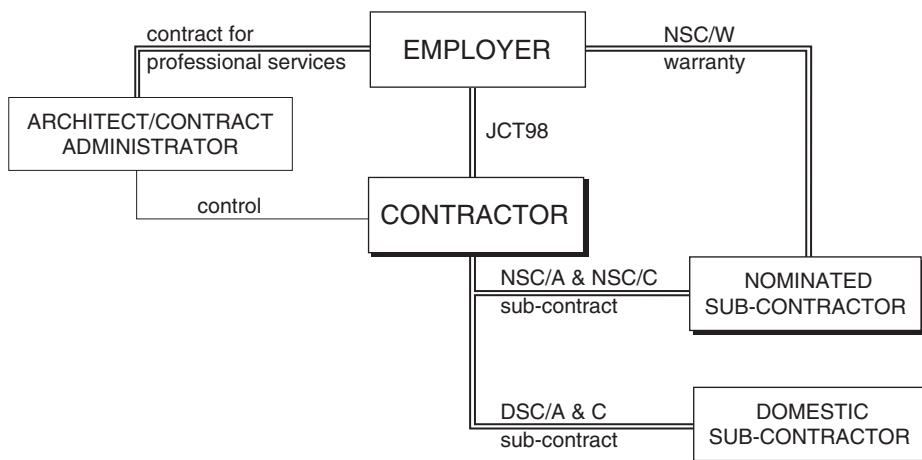 contract for
professional services
EMPLOYER
NSC/W
warranty
ARCHITECT/CONTRACT
ADMINISTRATOR
JCT98
control
CONTRACTOR
NSC/A & NSC/C
sub-contract
NOMINATED
SUB-CONTRACTOR
DSC/A & C
sub-contract
DOMESTIC
SUB-CONTRACTOR